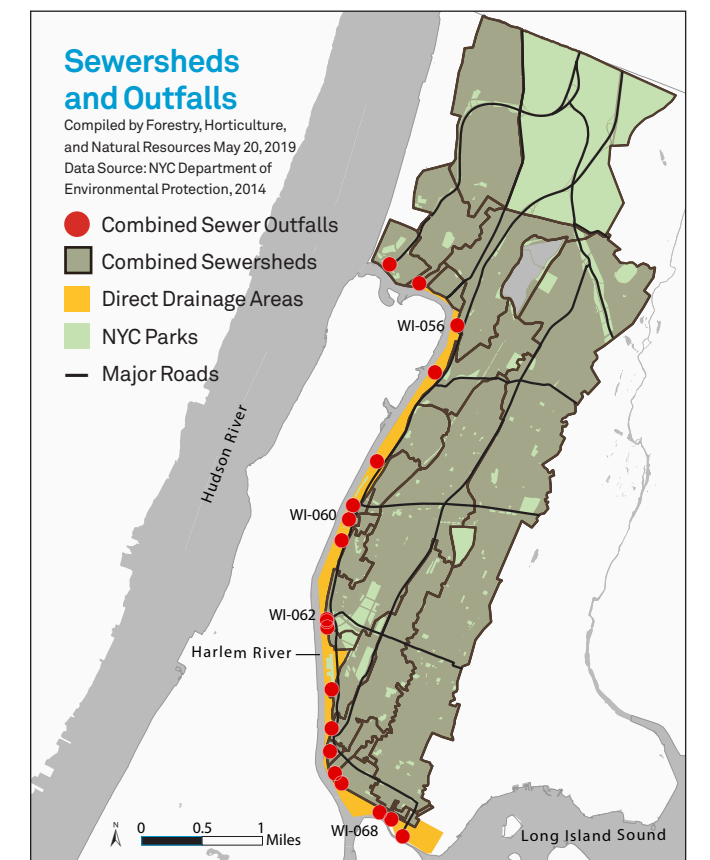 Sewersheds
and Outfalls
Compiled by Forestry, Horticulture,
and Natural Resources May 20, 2019
Data Source: NYC Department of
Environmental Protection, 2014
Combined Sewer Outfalls
Combined Sewersheds
Direct Drainage Areas
NYC Parks
Major Roads
WI-056
Hudson River
WI-060
WI-062
Harlem River
WI-068
Long Island Sound
N
0 0.5 1
Miles